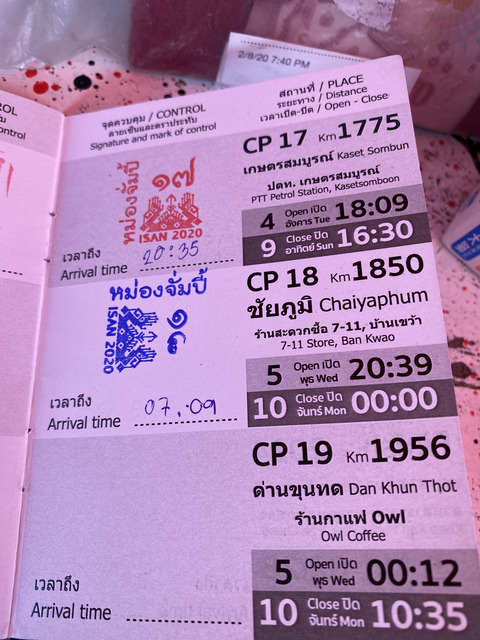 2/8/20 7:40 PM
จุดควบคุม / CONTROL
ลายเซ็นและตราประทับ
Signature and mark of control
สถานที่ / PLACE
ระยะทาง / Distance
เวลาเปิด-ปิด / Open - Close
CP 17 Km 1775
เกษตรสมบูรณ์ Kaset Sombun
ปตท. เกษตรสมบูรณ์
PTT Petrol Station, Kasetsomboon
หม่องจั่มปี้
๑๗
ISAN 2020
เวลาถึง
Arrival time 20:35
4 Open เปิด อังคาร Tue 18:09
9 Close ปิด อาทิตย์ Sun 16:30
CP 18 Km 1850
ชัยภูมิ Chaiyaphum
ร้านสะดวกซื้อ 7-11, บ้านเขว้า
7-11 Store, Ban Kwao
หม่องจั่มปี้
ISAN 2020
เวลาถึง
Arrival time 07:09
5 Open เปิด พุธ Wed 20:39
10 Close ปิด จันทร์ Mon 00:00
CP 19 Km 1956
ด่านขุนทด Dan Khun Thot
ร้านกาแฟ Owl
Owl Coffee
เวลาถึง
Arrival time
5 Open เปิด พุธ Wed 00:12
10 Close ปิด จันทร์ Mon 10:35